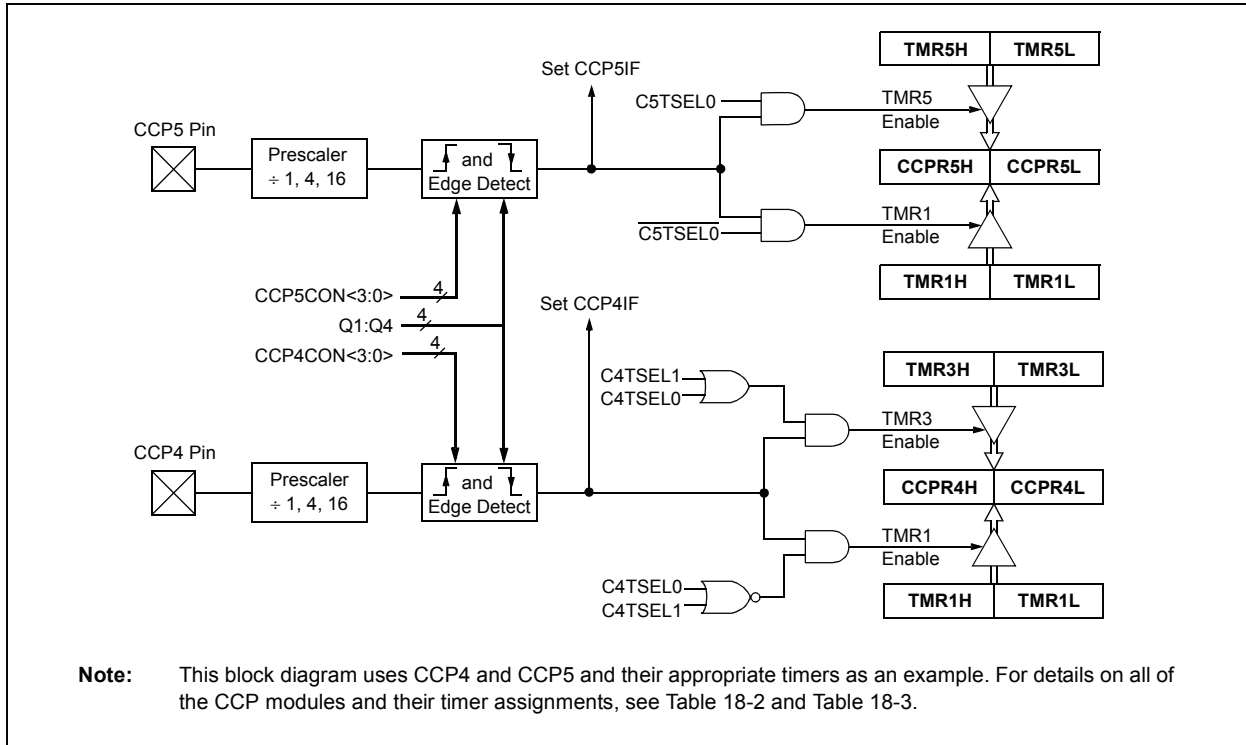 TMR5H TMR5L
Set CCP5IF
C5TSEL0
TMR5
Enable
CCP5 Pin
Prescaler
÷ 1, 4, 16
and
Edge Detect
CCPR5H CCPR5L
C5TSEL0
TMR1
Enable
TMR1H TMR1L
CCP5CON<3:0> 4
Q1:Q4 4
CCP4CON<3:0> 4
Set CCP4IF
TMR3H TMR3L
C4TSEL1
C4TSEL0
TMR3
Enable
CCP4 Pin
Prescaler
÷ 1, 4, 16
and
Edge Detect
CCPR4H CCPR4L
TMR1
Enable
C4TSEL0
C4TSEL1
TMR1H TMR1L
Note: This block diagram uses CCP4 and CCP5 and their appropriate timers as an example. For details on all of
the CCP modules and their timer assignments, see Table 18-2 and Table 18-3.